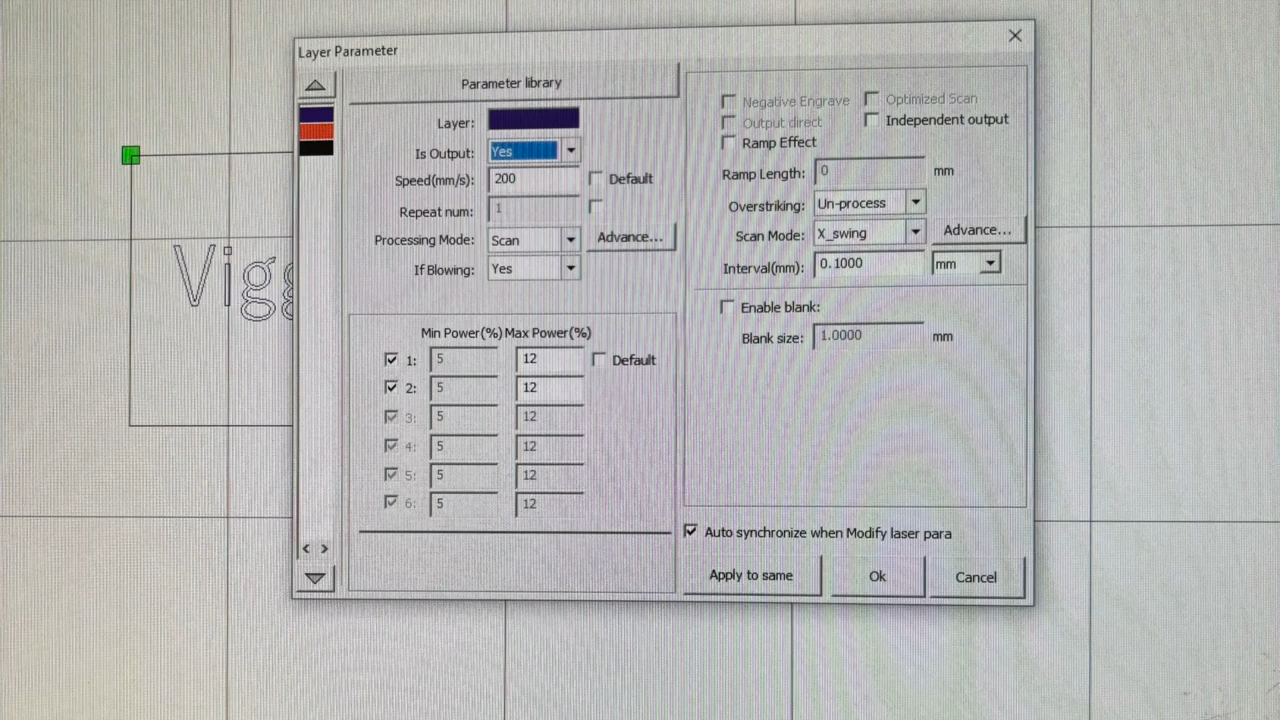 Layer Parameter
Parameter library
Layer:
Is Output: Yes
Speed(mm/s): 200 Default
Repeat num: 1
Processing Mode: Scan Advance...
If Blowing: Yes
Min Power(%) Max Power(%)
1: 5 12 Default
2: 5 12
3: 5 12
4: 5 12
5: 5 12
6: 5 12
Negative Engrave Optimized Scan
Output direct Independent output
Ramp Effect
Ramp Length: 0 mm
Overstriking: Un-process
Scan Mode: X_swing Advance...
Interval(mm): 0.1000 mm
Enable blank:
Blank size: 1.0000 mm
Auto synchronize when Modify laser para
Apply to same Ok Cancel
Vigg